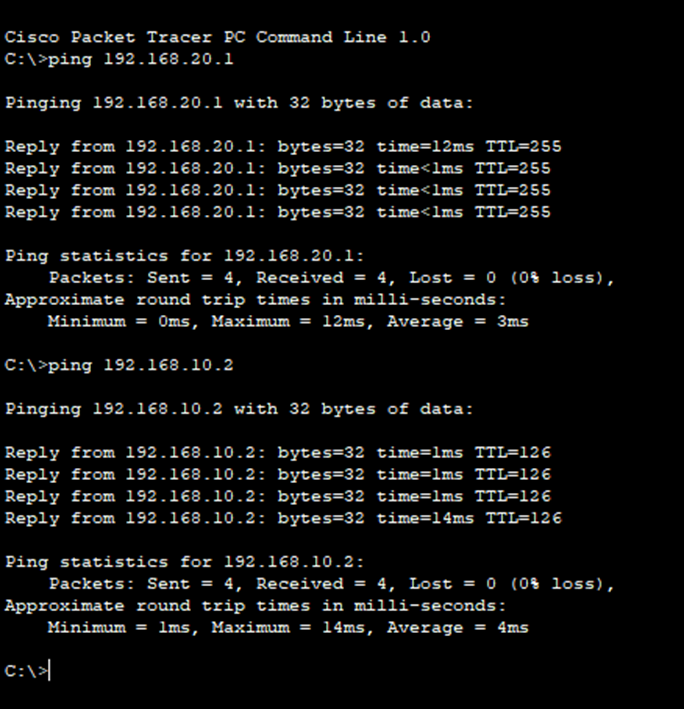 Cisco Packet Tracer PC Command Line 1.0
C:\>ping 192.168.20.1
Pinging 192.168.20.1 with 32 bytes of data:
Reply from 192.168.20.1: bytes=32 time=12ms TTL=255
Reply from 192.168.20.1: bytes=32 time<1ms TTL=255
Reply from 192.168.20.1: bytes=32 time<1ms TTL=255
Reply from 192.168.20.1: bytes=32 time<1ms TTL=255
Ping statistics for 192.168.20.1:
    Packets: Sent = 4, Received = 4, Lost = 0 (0% loss),
Approximate round trip times in milli-seconds:
    Minimum = 0ms, Maximum = 12ms, Average = 3ms
C:\>ping 192.168.10.2
Pinging 192.168.10.2 with 32 bytes of data:
Reply from 192.168.10.2: bytes=32 time=1ms TTL=126
Reply from 192.168.10.2: bytes=32 time=1ms TTL=126
Reply from 192.168.10.2: bytes=32 time=1ms TTL=126
Reply from 192.168.10.2: bytes=32 time=14ms TTL=126
Ping statistics for 192.168.10.2:
    Packets: Sent = 4, Received = 4, Lost = 0 (0% loss),
Approximate round trip times in milli-seconds:
    Minimum = 1ms, Maximum = 14ms, Average = 4ms
C:\>